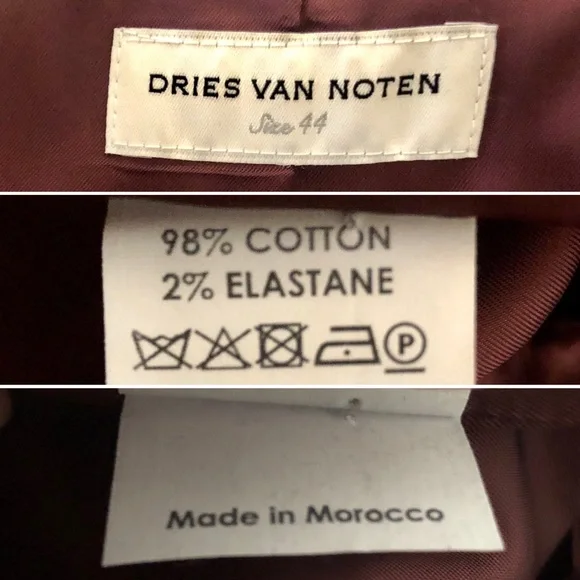 DRIES VAN NOTEN
Size 44
98% COTTON
2% ELASTANE
P
Made in Morocco